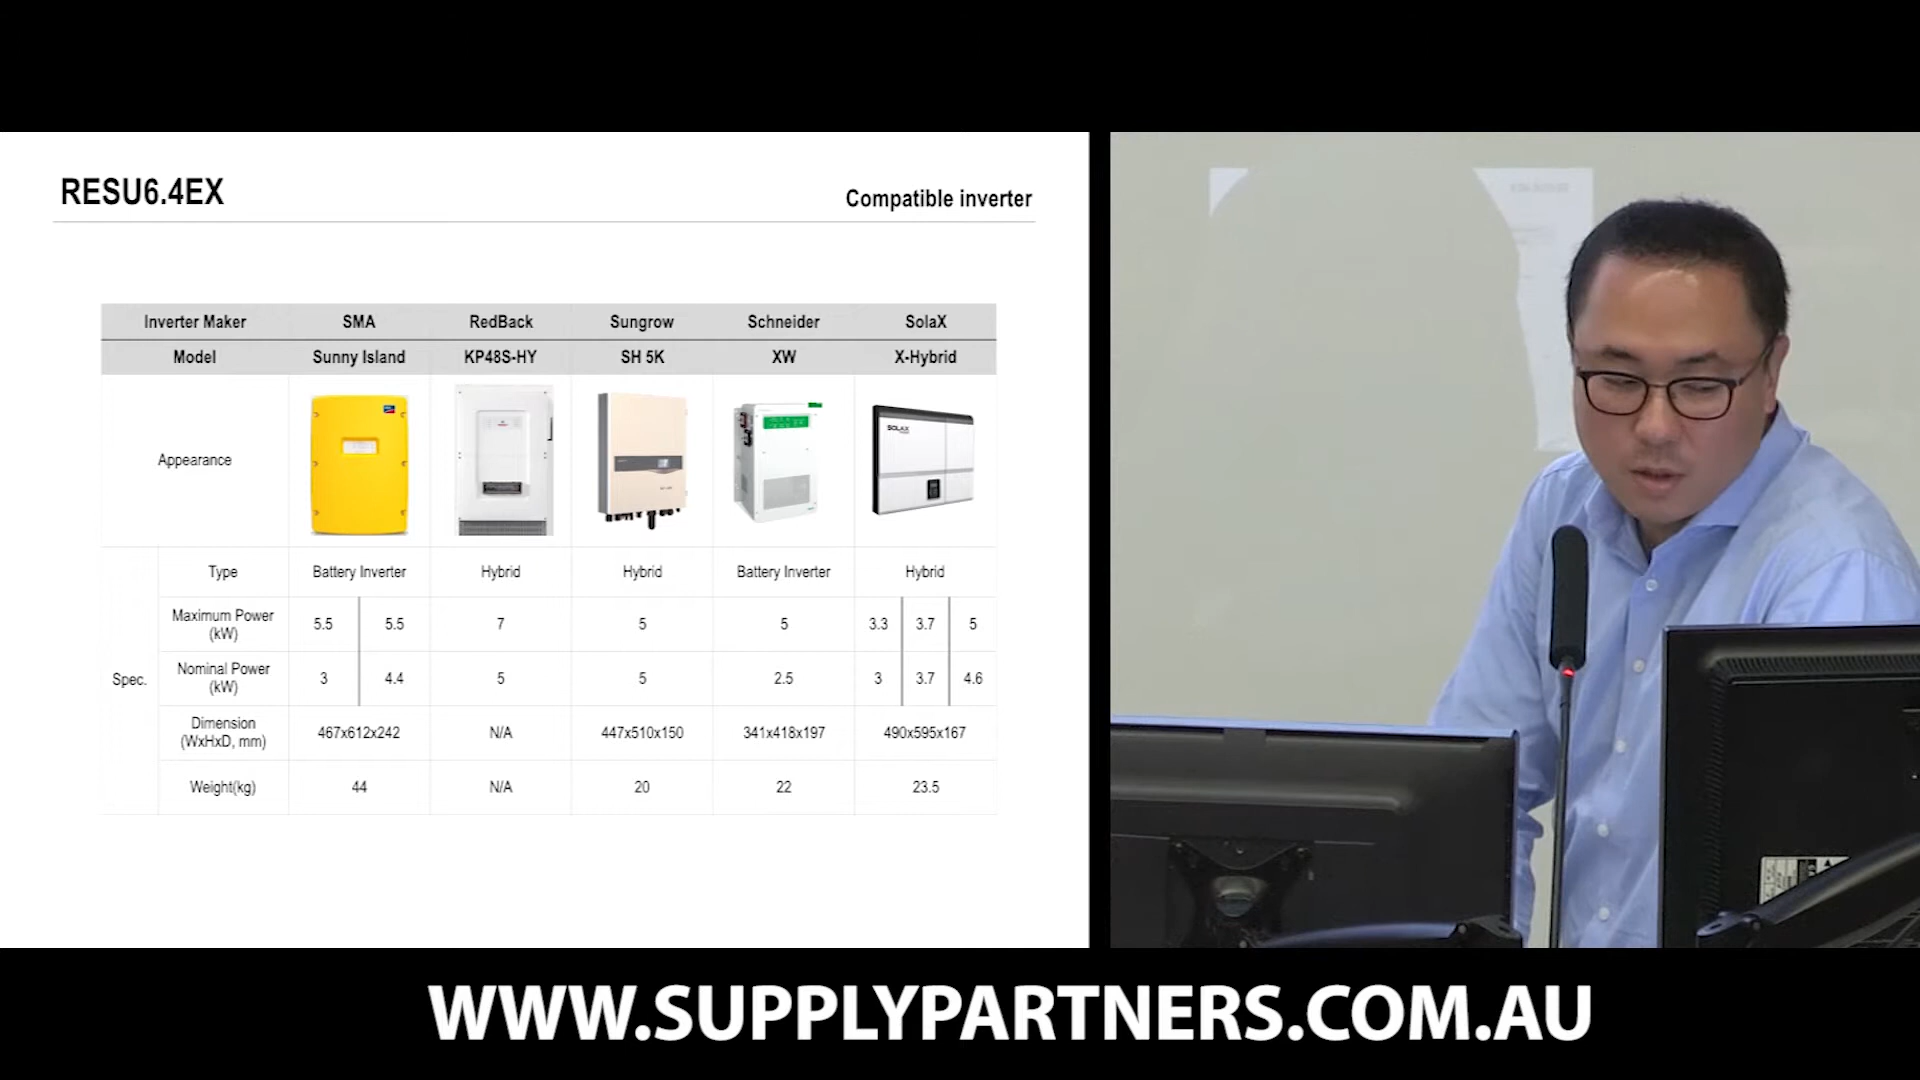 RESU6.4EX
Compatible inverter
Inverter Maker SMA RedBack Sungrow Schneider SolaX
Model Sunny Island KP48S-HY SH 5K XW X-Hybrid
Appearance
SOLAX
Spec.
Type Battery Inverter Hybrid Hybrid Battery Inverter Hybrid
Maximum Power
(kW) 5.5 5.5 7 5 5 3.3 3.7 5
Nominal Power
(kW) 3 4.4 5 5 2.5 3 3.7 4.6
Dimension
(WxHxD, mm) 467x612x242 N/A 447x510x150 341x418x197 490x595x167
Weight(kg) 44 N/A 20 22 23.5
WWW.SUPPLYPARTNERS.COM.AU